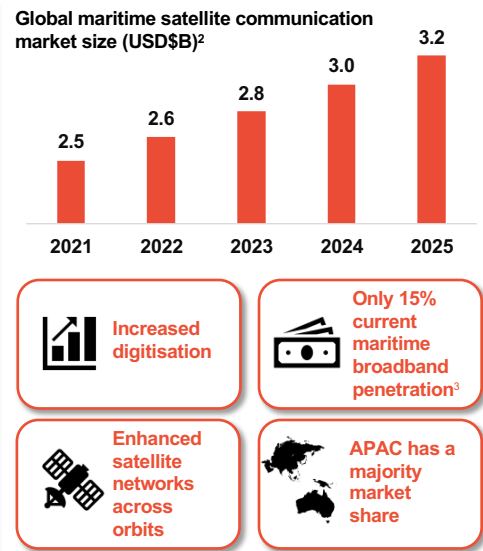 Global maritime satellite communication
market size (USD$B)²
2.5
2.6
2.8
3.0
3.2
2021
2022
2023
2024
2025
Increased
digitisation
Only 15%
current
maritime
broadband
penetration³
Enhanced
satellite
networks
across
orbits
APAC has a
majority
market
share